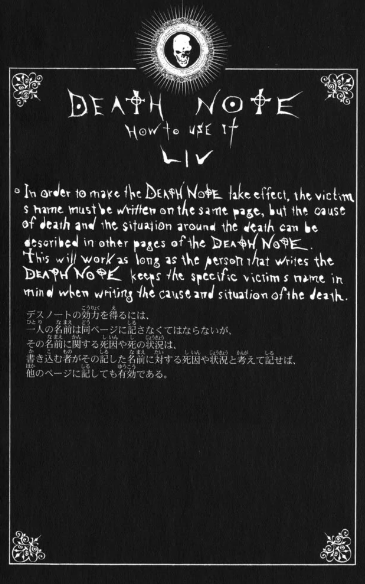 DEATH NOTE
HOW to USE It
LIV
In order to make the DEATH NOTE take effect, the victim
s name must be written on the same page, but the cause
of death and the situation around the death can be
described in other pages of the DEATH NOTE.
This will work as long as the person that writes the
DEATH NOTE keeps the specific victim s name in
mind when writing the cause and situation of the death.
デスノートの効力を得るには、
一人の名前は同ページに記さなくてはならないが、
その名前に関する死因や死の状況は、
書き込む者がその記した名前に対する死因や状況と考えて記せば、
他のページに記しても有効である。